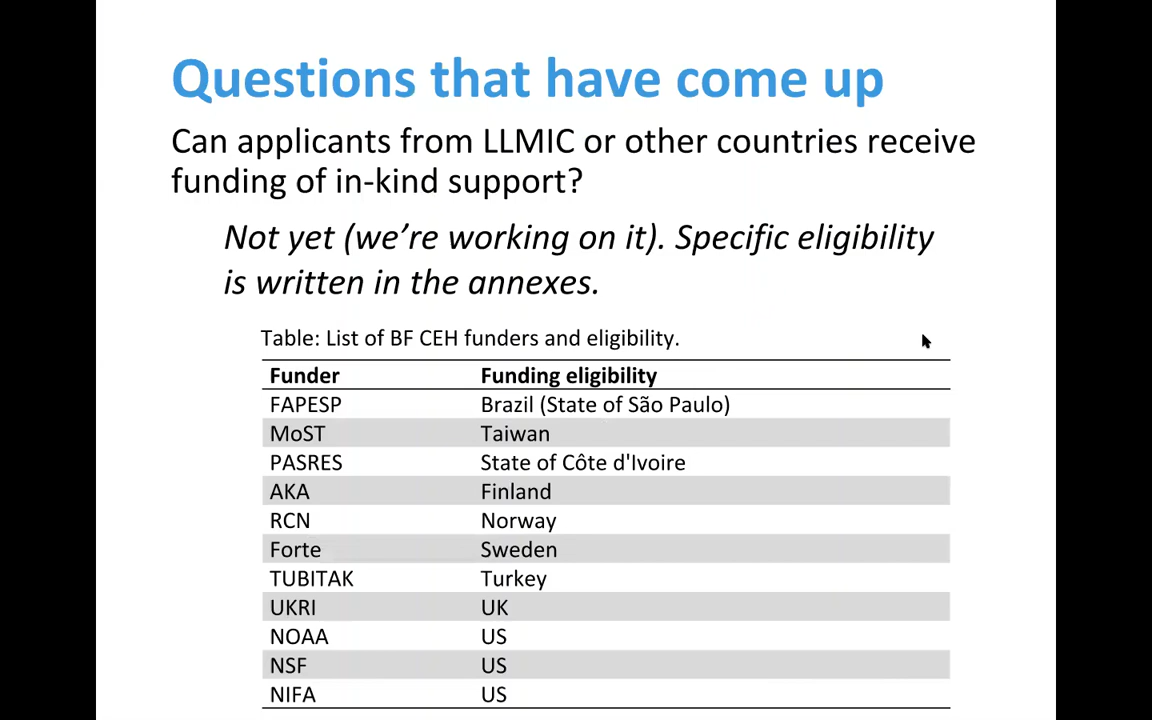 Questions that have come up
Can applicants from LLMIC or other countries receive
funding of in-kind support?
Not yet (we’re working on it). Specific eligibility
is written in the annexes.
Table: List of BF CEH funders and eligibility.
Funder Funding eligibility
FAPESP Brazil (State of São Paulo)
MoST Taiwan
PASRES State of Côte d'Ivoire
AKA Finland
RCN Norway
Forte Sweden
TUBITAK Turkey
UKRI UK
NOAA US
NSF US
NIFA US